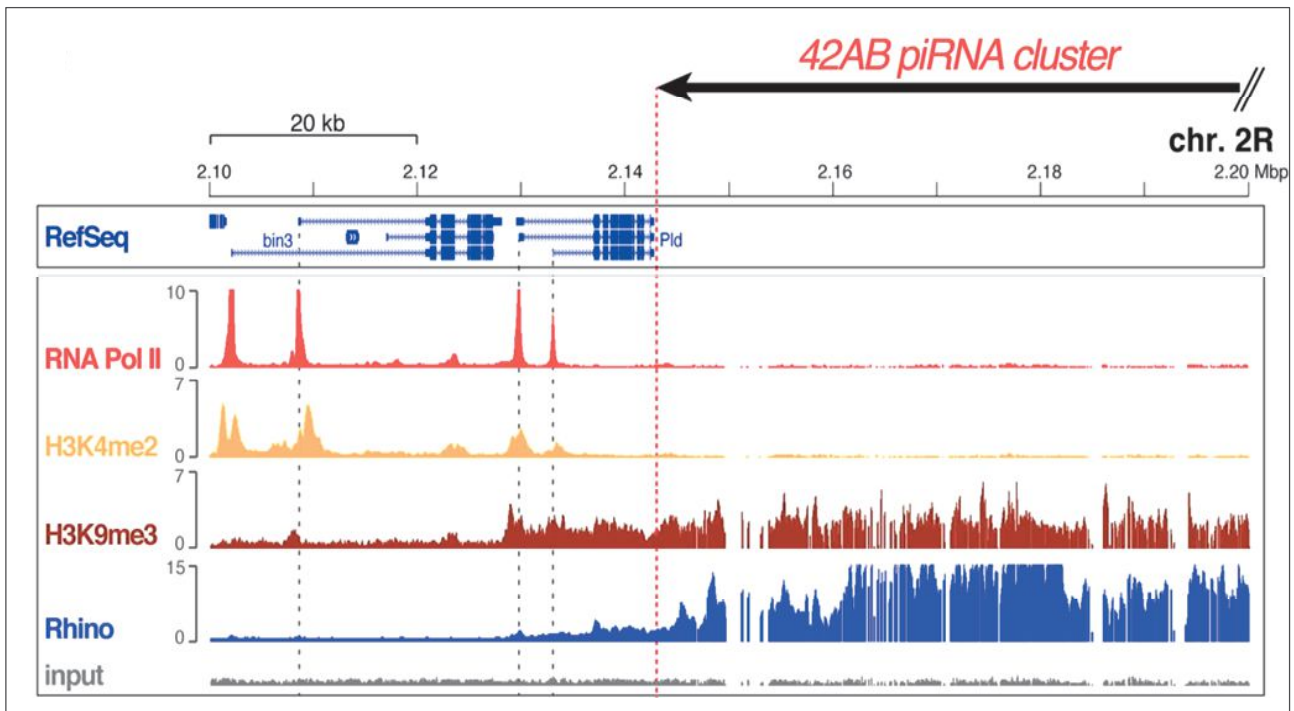 42AB piRNA cluster
20 kb
chr. 2R
2.10 2.12 2.14 2.16 2.18 2.20 Mbp
RefSeq
bin3
Pld
10
RNA Pol II
0
7
H3K4me2
0
7
H3K9me3
0
15
Rhino
0
input